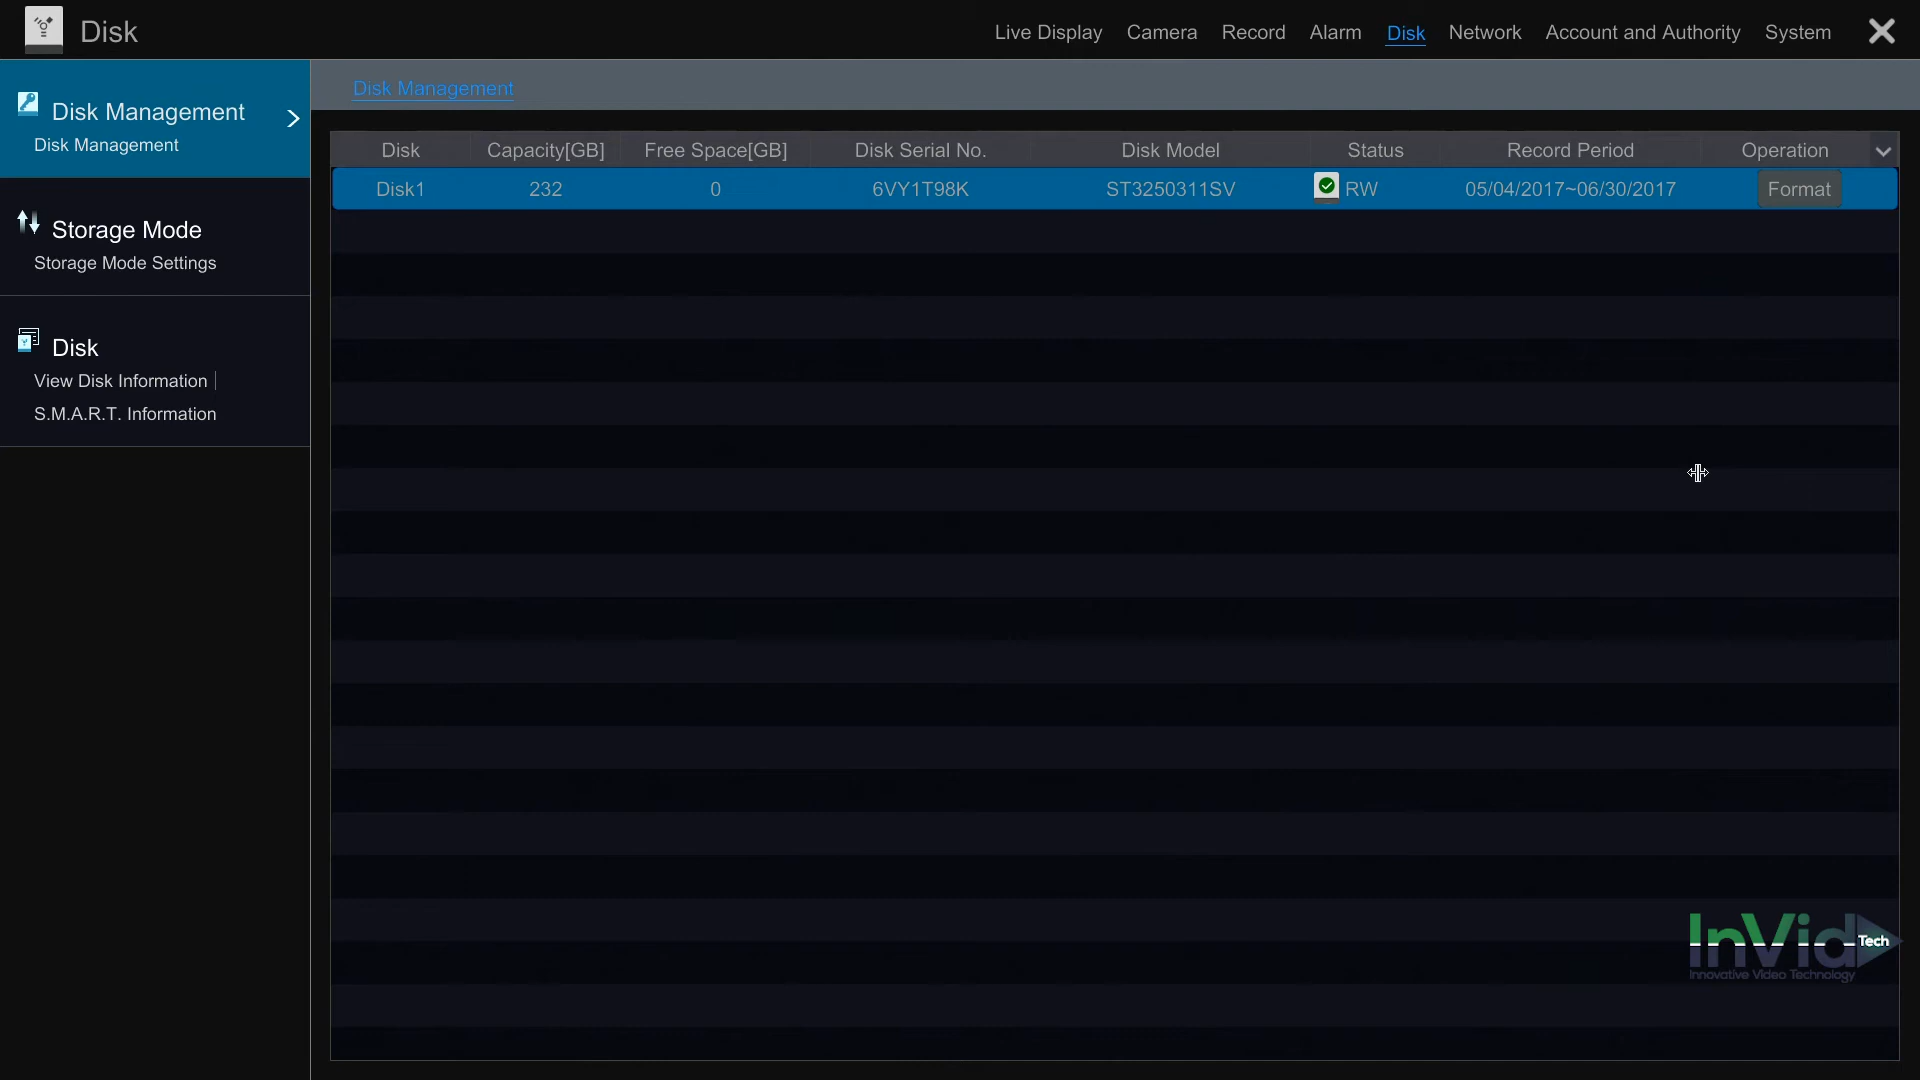 Disk
Live Display Camera Record Alarm Disk Network Account and Authority System
Disk Management
Disk Management
Storage Mode
Storage Mode Settings
Disk
View Disk Information
S.M.A.R.T. Information
Disk Management
Disk Capacity[GB] Free Space[GB] Disk Serial No. Disk Model Status Record Period Operation
Disk1 232 0 6VY1T98K ST3250311SV RW 05/04/2017~06/30/2017 Format
InVid Tech
Innovative Video Technology